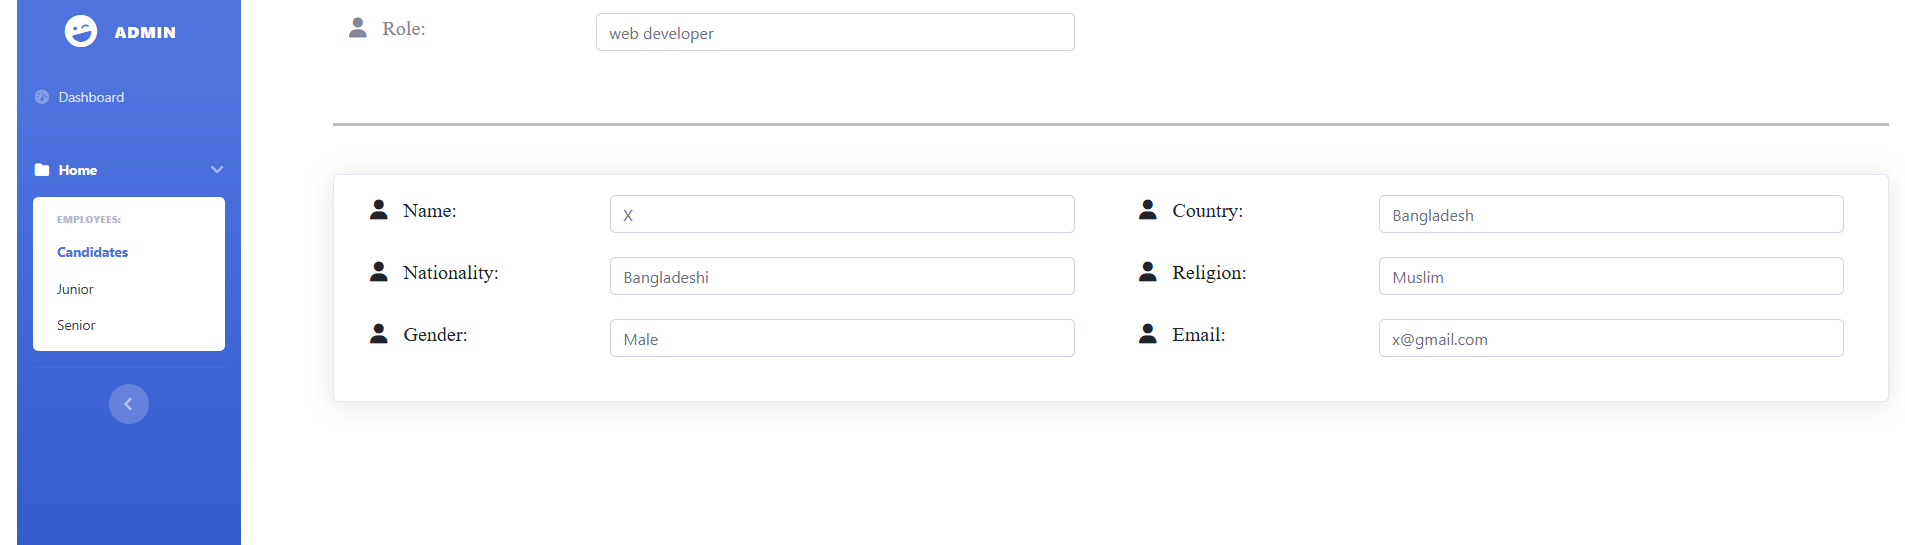 ADMIN
Dashboard
Home
EMPLOYEES:
Candidates
Junior
Senior
Role: web developer
Name: X Country: Bangladesh
Nationality: Bangladeshi Religion: Muslim
Gender: Male Email: x@gmail.com